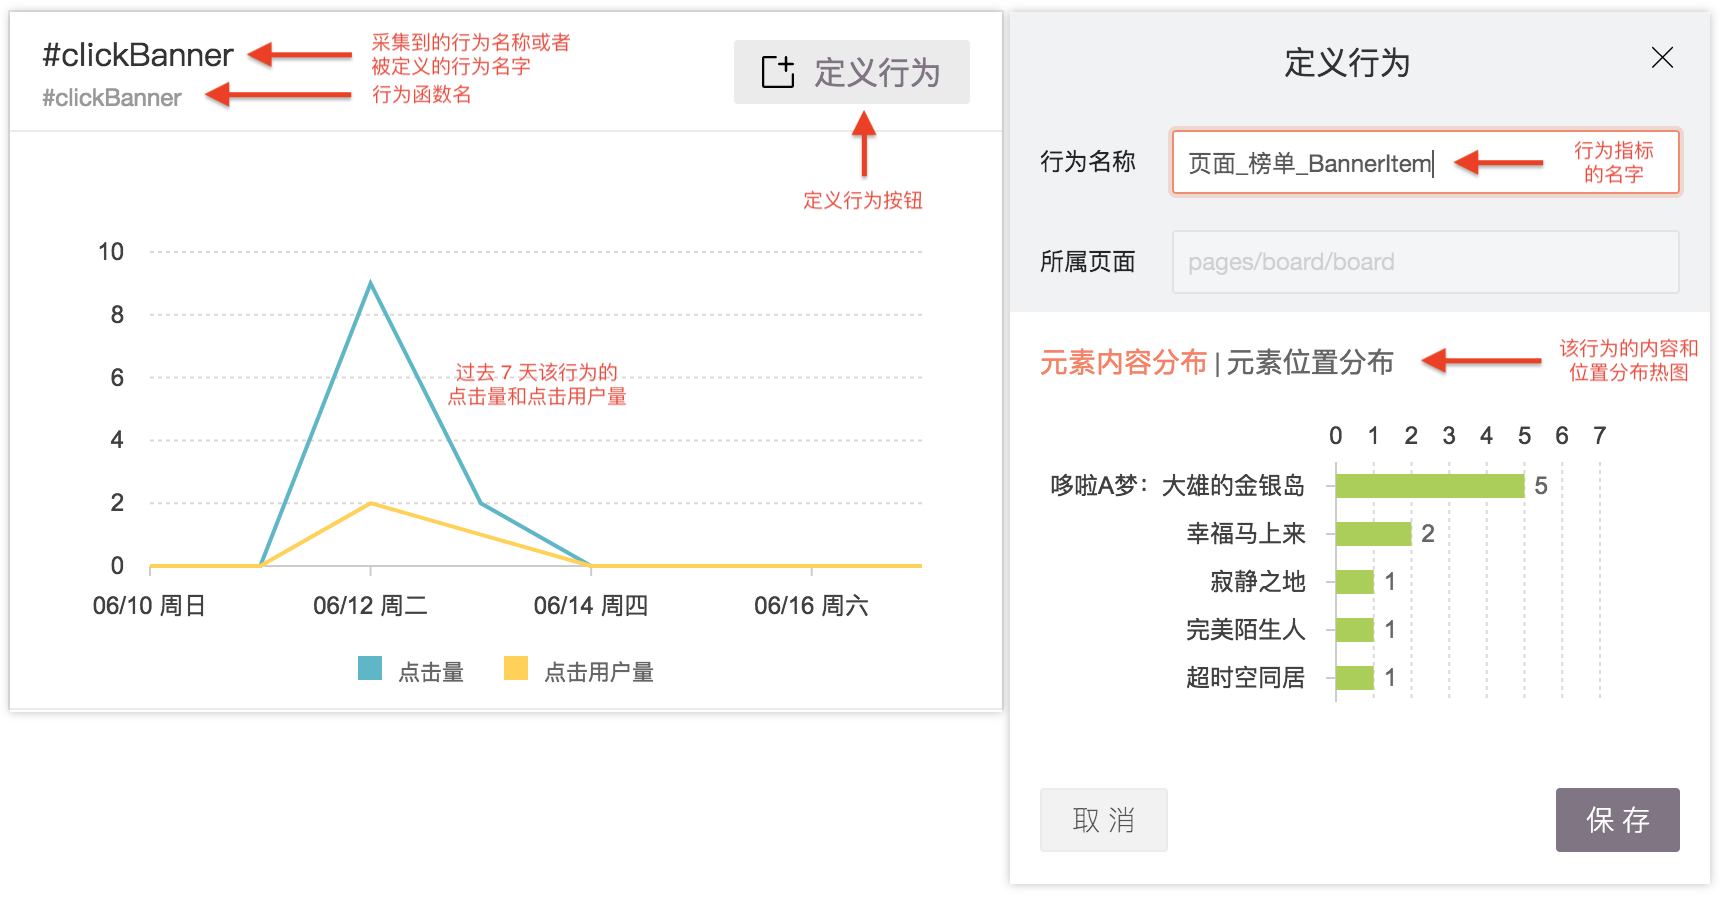 #clickBanner
采集到的行为名称或者
被定义的行为名字
#clickBanner
行为函数名
定义行为
定义行为按钮
10
8
6
4
2
0
过去 7 天该行为的
点击量和点击用户量
06/10 周日
06/12 周二
06/14 周四
06/16 周六
点击量
点击用户量
定义行为
行为名称
页面_榜单_BannerItem
行为指标
的名字
所属页面
pages/board/board
元素内容分布 | 元素位置分布
该行为的内容和
位置分布热图
0 1 2 3 4 5 6 7
哆啦A梦：大雄的金银岛 5
幸福马上来 2
寂静之地 1
完美陌生人 1
超时空同居 1
取 消
保 存